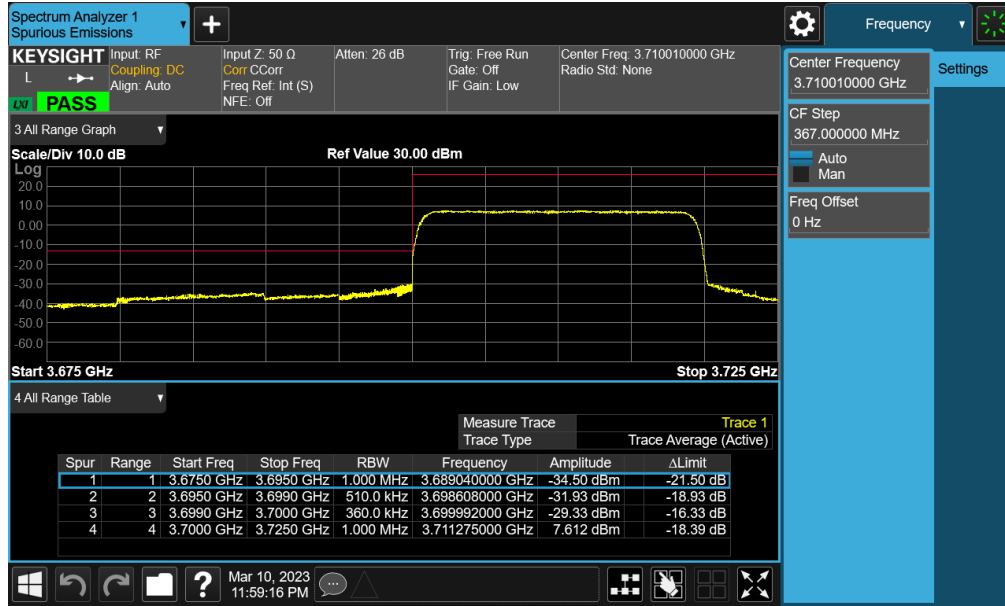 Spectrum Analyzer 1
Spurious Emissions
Frequency
KEYSIGHT Input: RF Input Z: 50 Ω Atten: 26 dB Trig: Free Run Center Freq: 3.710010000 GHz
L Coupling: DC Corr CCorr Gate: Off Radio Std: None
Align: Auto Freq Ref: Int (S) IF Gain: Low
LXI PASS NFE: Off
Center Frequency
3.710010000 GHz
Settings
CF Step
367.000000 MHz
Auto
Man
Freq Offset
0 Hz
3 All Range Graph
Scale/Div 10.0 dB Ref Value 30.00 dBm
Log
20.0
10.0
0.00
-10.0
-20.0
-30.0
-40.0
-50.0
-60.0
Start 3.675 GHz Stop 3.725 GHz
4 All Range Table
Measure Trace Trace 1
Trace Type Trace Average (Active)
Spur Range Start Freq Stop Freq RBW Frequency Amplitude ΔLimit
1 1 3.6750 GHz 3.6950 GHz 1.000 MHz 3.689040000 GHz -34.50 dBm -21.50 dB
2 2 3.6950 GHz 3.6990 GHz 510.0 kHz 3.698608000 GHz -31.93 dBm -18.93 dB
3 3 3.6990 GHz 3.7000 GHz 360.0 kHz 3.699992000 GHz -29.33 dBm -16.33 dB
4 4 3.7000 GHz 3.7250 GHz 1.000 MHz 3.711275000 GHz 7.612 dBm -18.39 dB
? Mar 10, 2023
11:59:16 PM